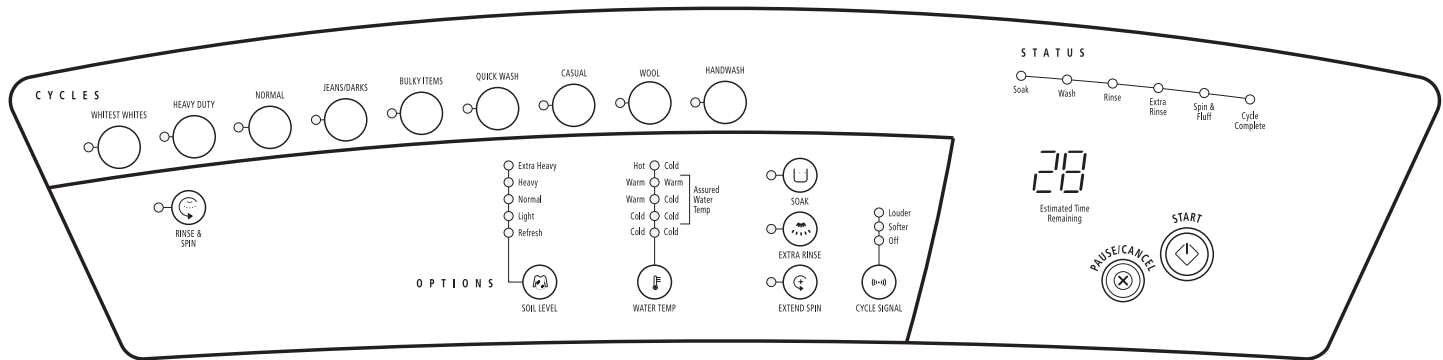 CYCLES
WHITEST WHITES
HEAVY DUTY
NORMAL
JEANS/DARKS
BULKY ITEMS
QUICK WASH
CASUAL
WOOL
HANDWASH
STATUS
Soak
Wash
Rinse
Extra
Rinse
Spin &
Fluff
Cycle
Complete
RINSE &
SPIN
OPTIONS
Extra Heavy
Heavy
Normal
Light
Refresh
SOIL LEVEL
Hot Cold
Warm Warm
Warm Cold
Cold Cold
Cold Cold
Assured
Water
Temp
WATER TEMP
SOAK
EXTRA RINSE
EXTEND SPIN
Louder
Softer
Off
CYCLE SIGNAL
28
Estimated Time
Remaining
PAUSE/CANCEL
START